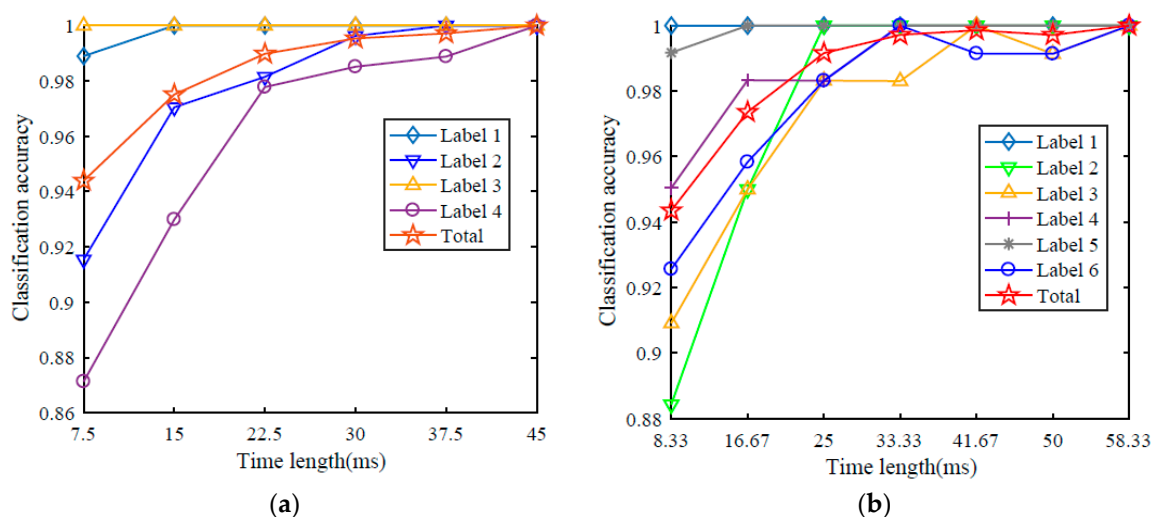 Classification accuracy
1
0.98
0.96
0.94
0.92
0.9
0.88
0.86
7.5 15 22.5 30 37.5 45
Time length(ms)
Label 1
Label 2
Label 3
Label 4
Total
(a)
Classification accuracy
1
0.98
0.96
0.94
0.92
0.9
0.88
8.33 16.67 25 33.33 41.67 50 58.33
Time length(ms)
Label 1
Label 2
Label 3
Label 4
Label 5
Label 6
Total
(b)